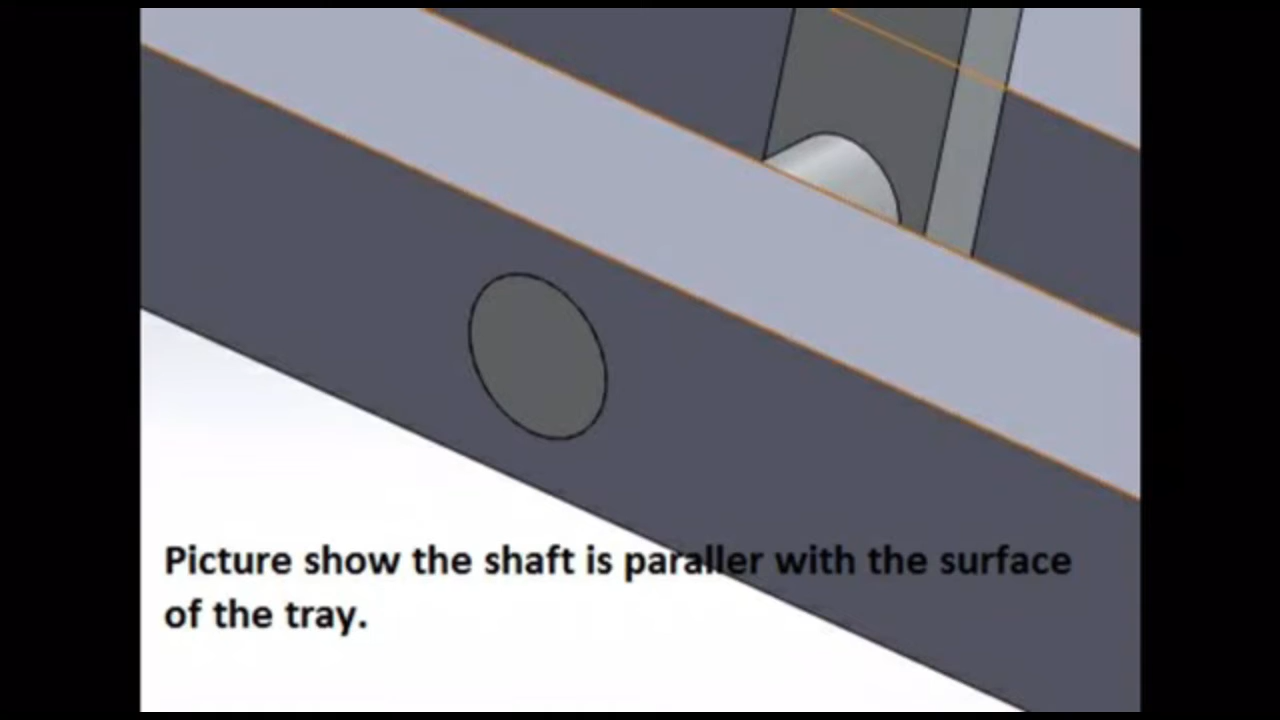 Picture show the shaft is paraller with the surface
of the tray.